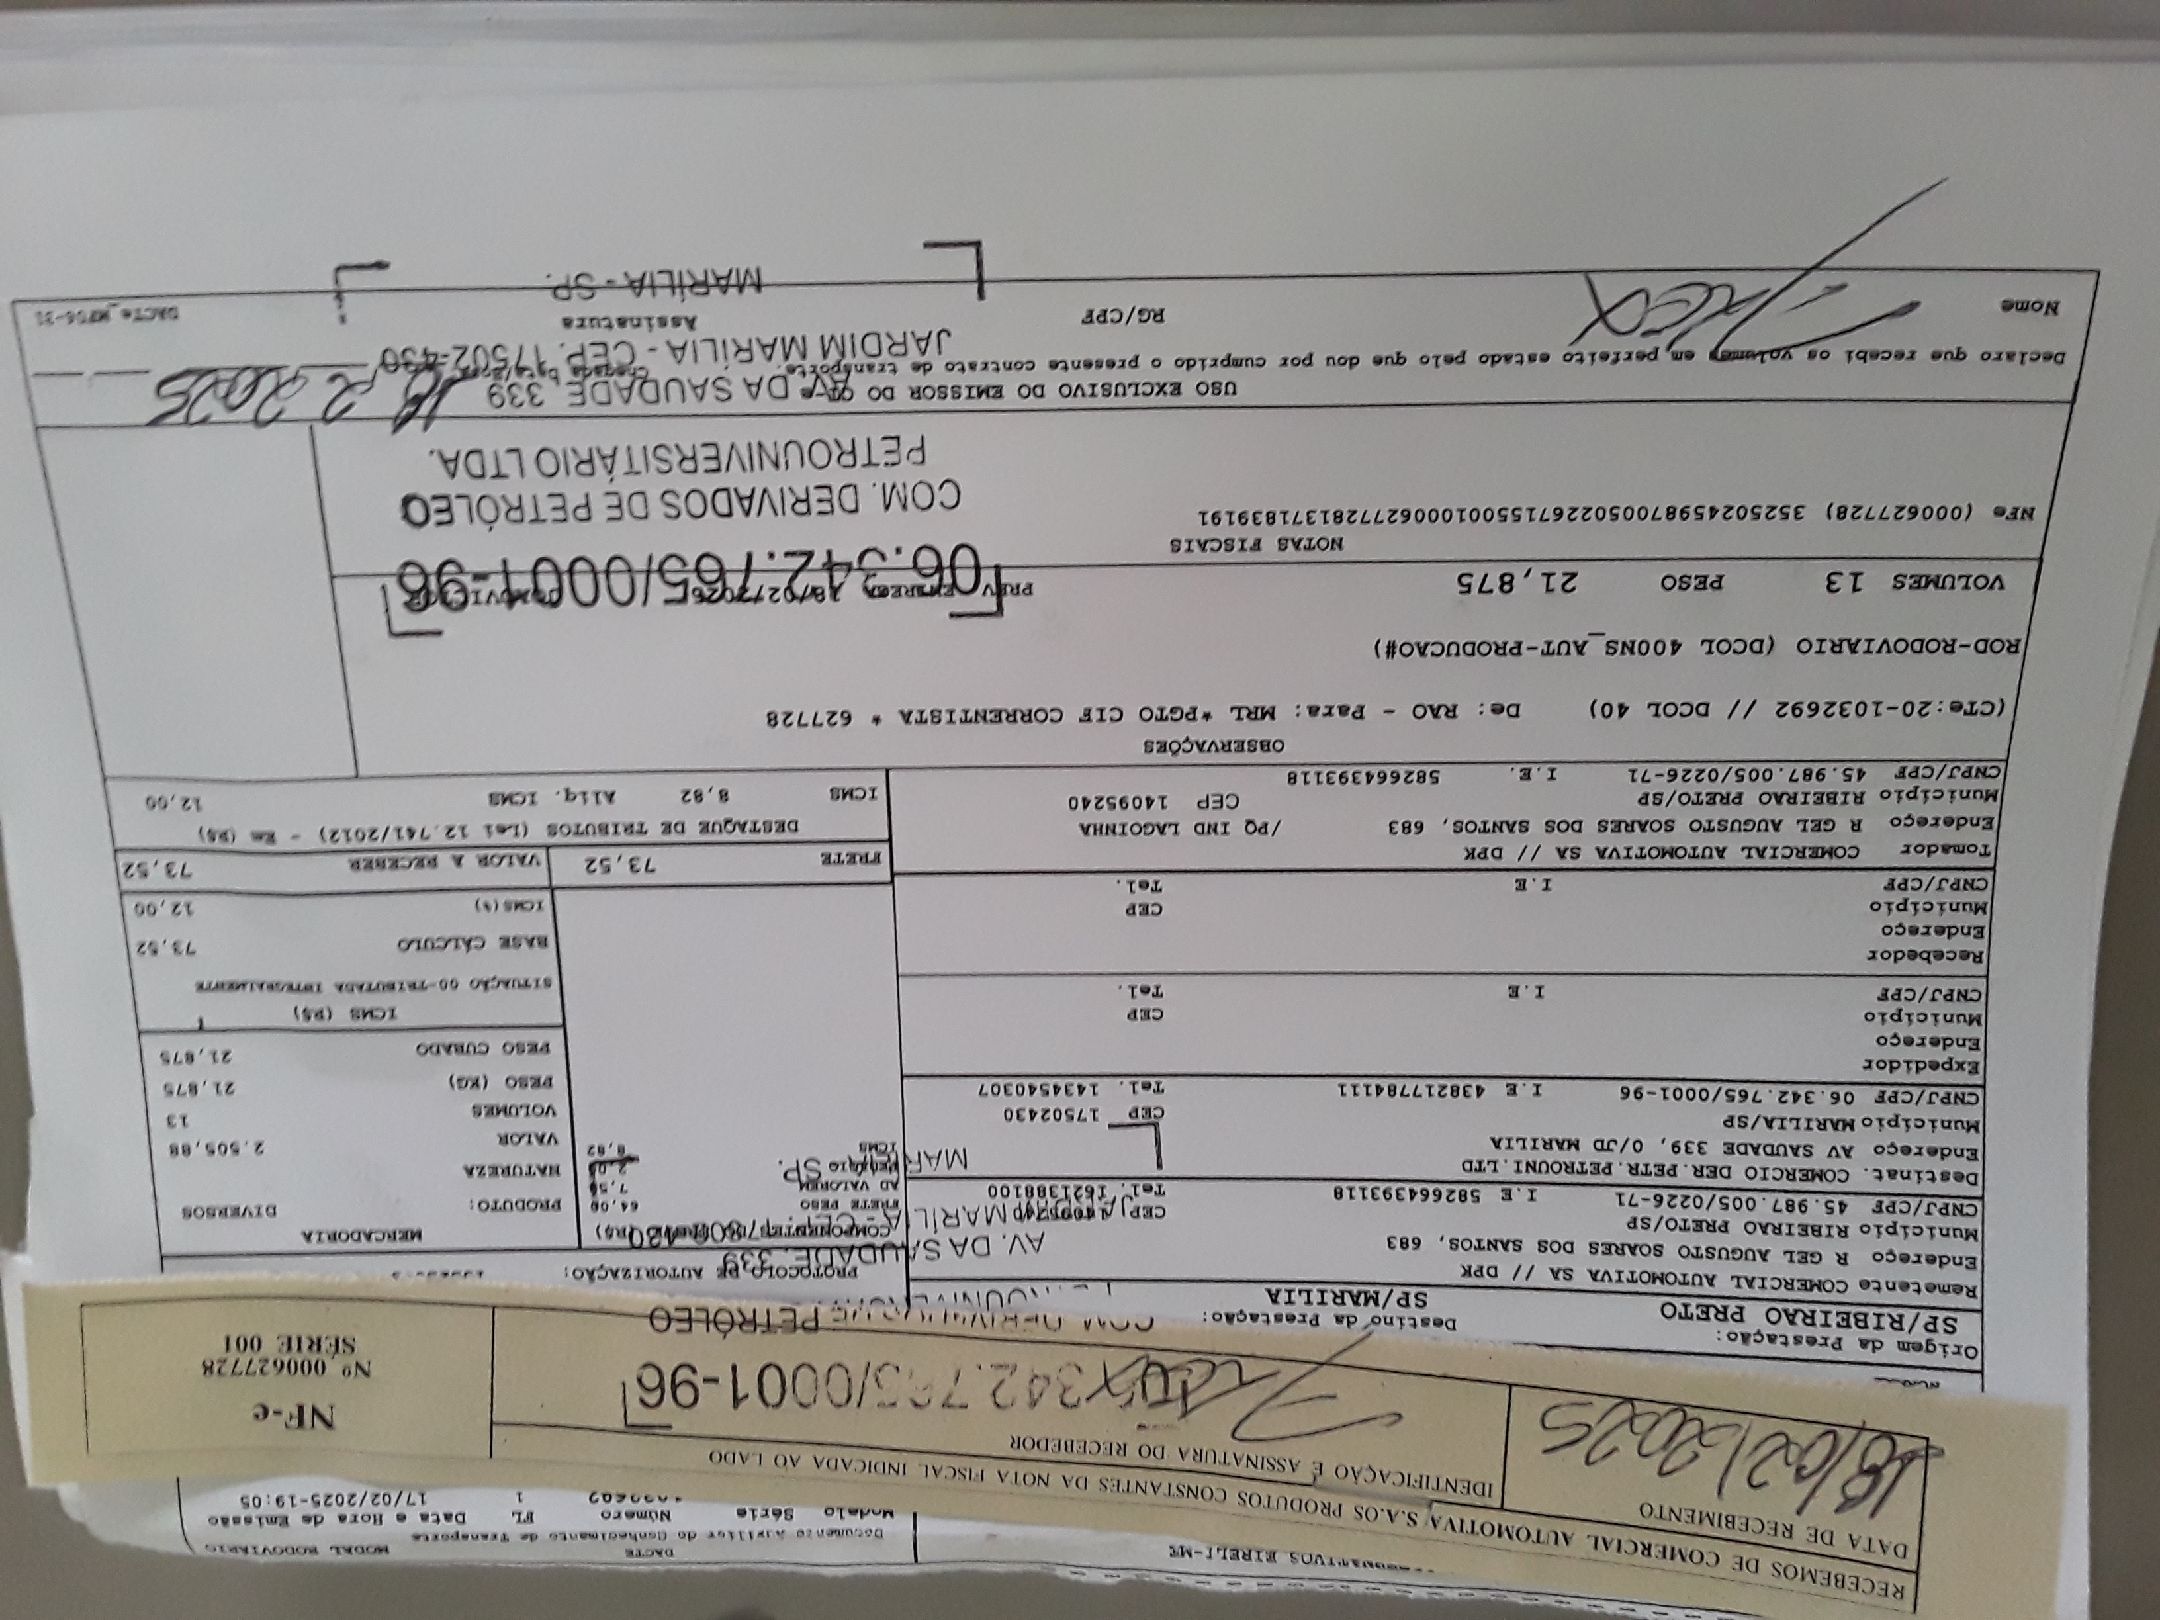 MATIVOS EIRELI-ME
DACTE
MODAL RODOVIARIO
Documento Auxiliar do Conhecimento de Transporte
Modelo Série Número FL Data e Hora de Emissão
1 17/02/2025-19:05
RECEBEMOS DE COMERCIAL AUTOMOTIVA S.A.OS PRODUTOS CONSTANTES DA NOTA FISCAL INDICADA AO LADO
DATA DE RECEBIMENTO
18/02/2025
IDENTIFICAÇÃO E ASSINATURA DO RECEBEDOR
342.765/0001-96
NF-e
Nº 000627728
SÉRIE 001
Origem da Prestação:
SP/RIBEIRAO PRETO
Destino da Prestação:
SP/MARILIA
COM. DE PETRÓLEO
PROTOCOLO DE AUTORIZAÇÃO:
AV. DA SAUDADE, 339
Remetente COMERCIAL AUTOMOTIVA SA // DPK
Endereço R GEL AUGUSTO SOARES DOS SANTOS, 683
Município RIBEIRAO PRETO/SP
CEP
CNPJ/CPF 45.987.005/0226-71 I.E 582664393118 Tel. 1621388100
Destinat. COMERCIO DER.PETR.PETROUNI.LTD
Endereço AV SAUDADE 339, 0/JD MARILIA
Município MARILIA/SP CEP 17502430
CNPJ/CPF 06.342.765/0001-96 I.E 438217784111 Tel. 1434540307
Expedidor
Endereço
Município CEP
CNPJ/CPF I.E Tel.
Recebedor
Endereço
Município CEP
CNPJ/CPF I.E Tel.
Tomador COMERCIAL AUTOMOTIVA SA // DPK
Endereço R GEL AUGUSTO SOARES DOS SANTOS, 683 /PQ IND LAGOINHA
Município RIBEIRAO PRETO/SP CEP 14095240
CNPJ/CPF 45.987.005/0226-71 I.E. 582664393118
FRETE PESO 64,00
AD VALOREM
ICMS 8,82
MERCADORIA
PRODUTO: DIVERSOS
NATUREZA
VALOR 2.505,88
VOLUMES 13
PESO (KG) 21,875
PESO CUBADO 21,875
ICMS (R$)
SITUAÇÃO 00-TRIBUTADA INTEGRALMENTE
BASE CÁLCULO 73,52
ICMS(%) 12,00
FRETE 73,52 VALOR A RECEBER 73,52
DESTAQUE DE TRIBUTOS (Lei 12.741/2012) - Em (R$)
ICMS 8,82 Aliq. ICMS 12,00
OBSERVAÇÕES
(CTe:20-1032692 // DCOL 40) De: RAO - Para: MRL *PGTO CIF CORRENTISTA * 627728
ROD-RODOVIARIO (DCOL 400NS_AUT-PRODUCAO#)
VOLUMES 13 PESO 21,875
06.342.765/0001-96
NOTAS FISCAIS
NFe (000627728) 35250245987005022671550010006277281371839191
COM. DERIVADOS DE PETRÓLEO
PETROUNIVERSITÁRIO LTDA.
USO EXCLUSIVO DO EMISSOR DO CT-e
AV. DA SAUDADE 339
18 2 2025
Declaro que recebi os volumes em perfeito estado pelo que dou por cumprido o presente contrato de transporte.
JARDIM MARÍLIA - CEP. 17502-430
Nome
RG/CPF
Assinatura
MARÍLIA - SP.